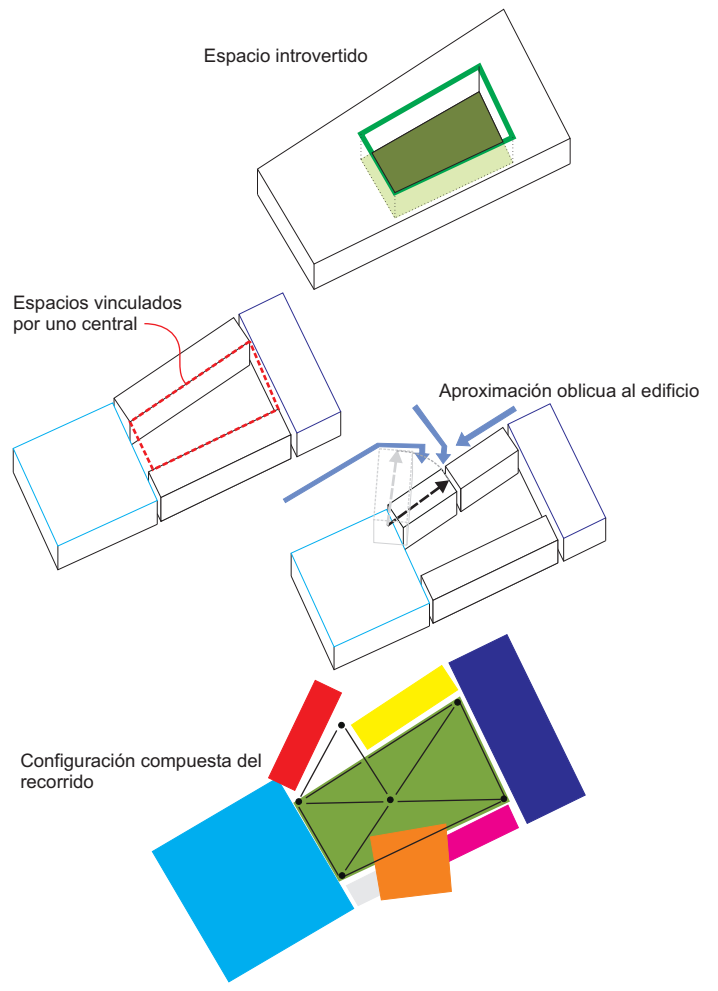 Espacio introvertido
Espacios vinculados
por uno central
Aproximación oblicua al edificio
Configuración compuesta del
recorrido